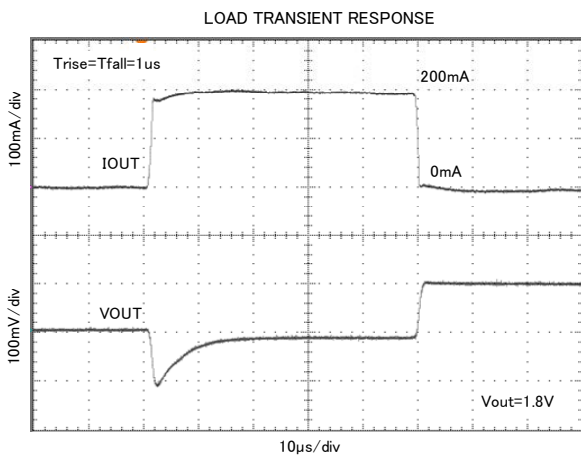 LOAD TRANSIENT RESPONSE
Trise=Tfall=1us
200mA
100mA/div
IOUT
0mA
VOUT
100mV/div
Vout=1.8V
10µs/div